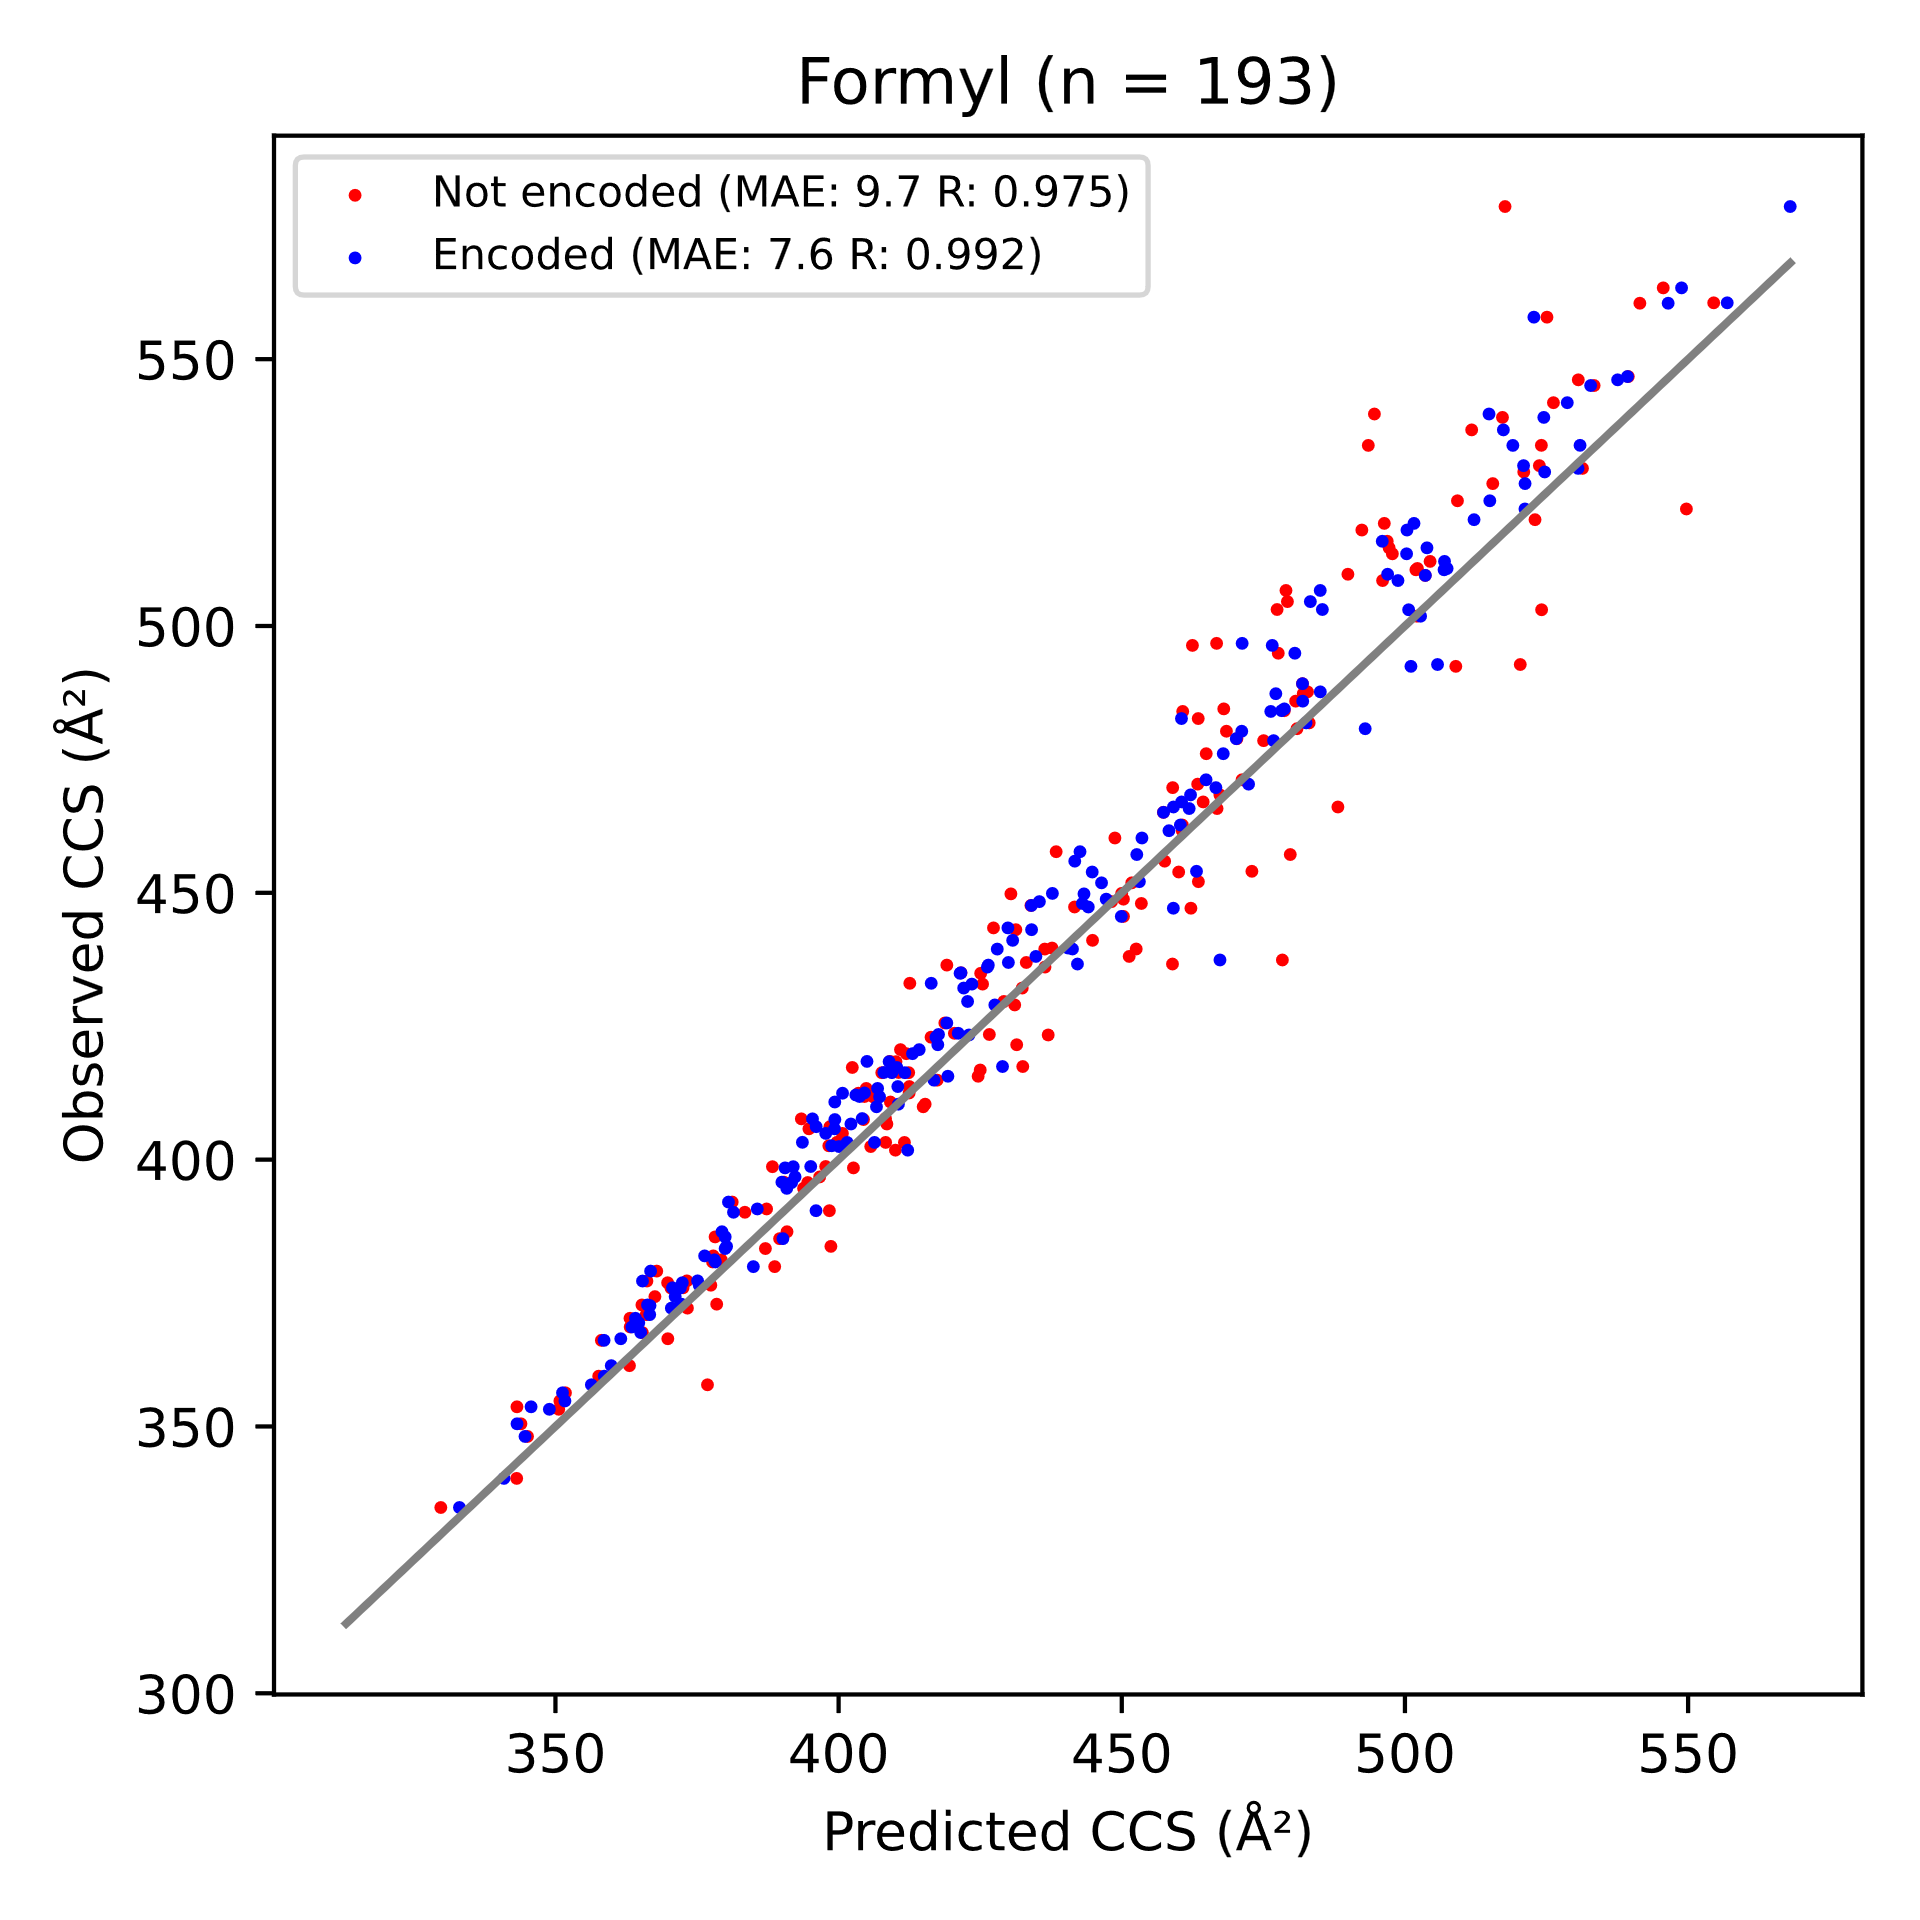 Formyl (n = 193)
Not encoded (MAE: 9.7 R: 0.975)
Encoded (MAE: 7.6 R: 0.992)
550
500
450
400
350
300
Observed CCS (Å²)
350 400 450 500 550
Predicted CCS (Å²)